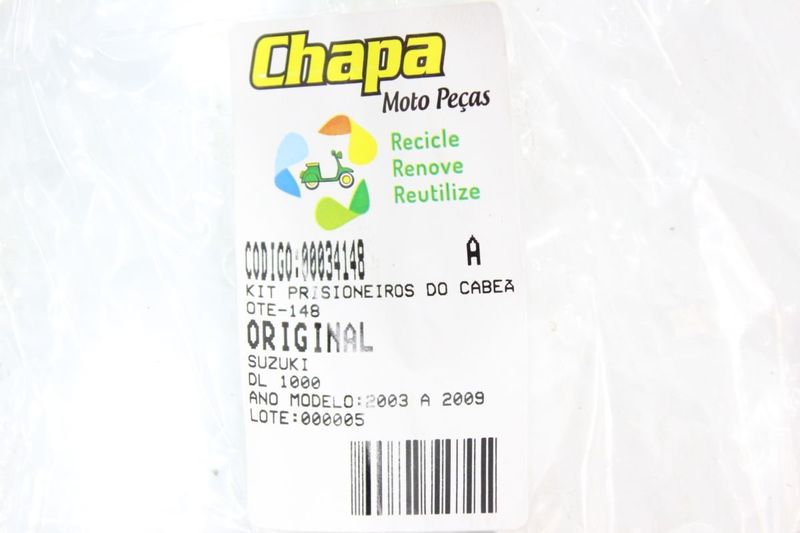 Chapa
Moto Peças
Recicle
Renove
Reutilize
CODIGO:00034148 A
KIT PRISIONEIROS DO CABEA
OTE-148
ORIGINAL
SUZUKI
DL 1000
ANO MODELO:2003 A 2009
LOTE:000005